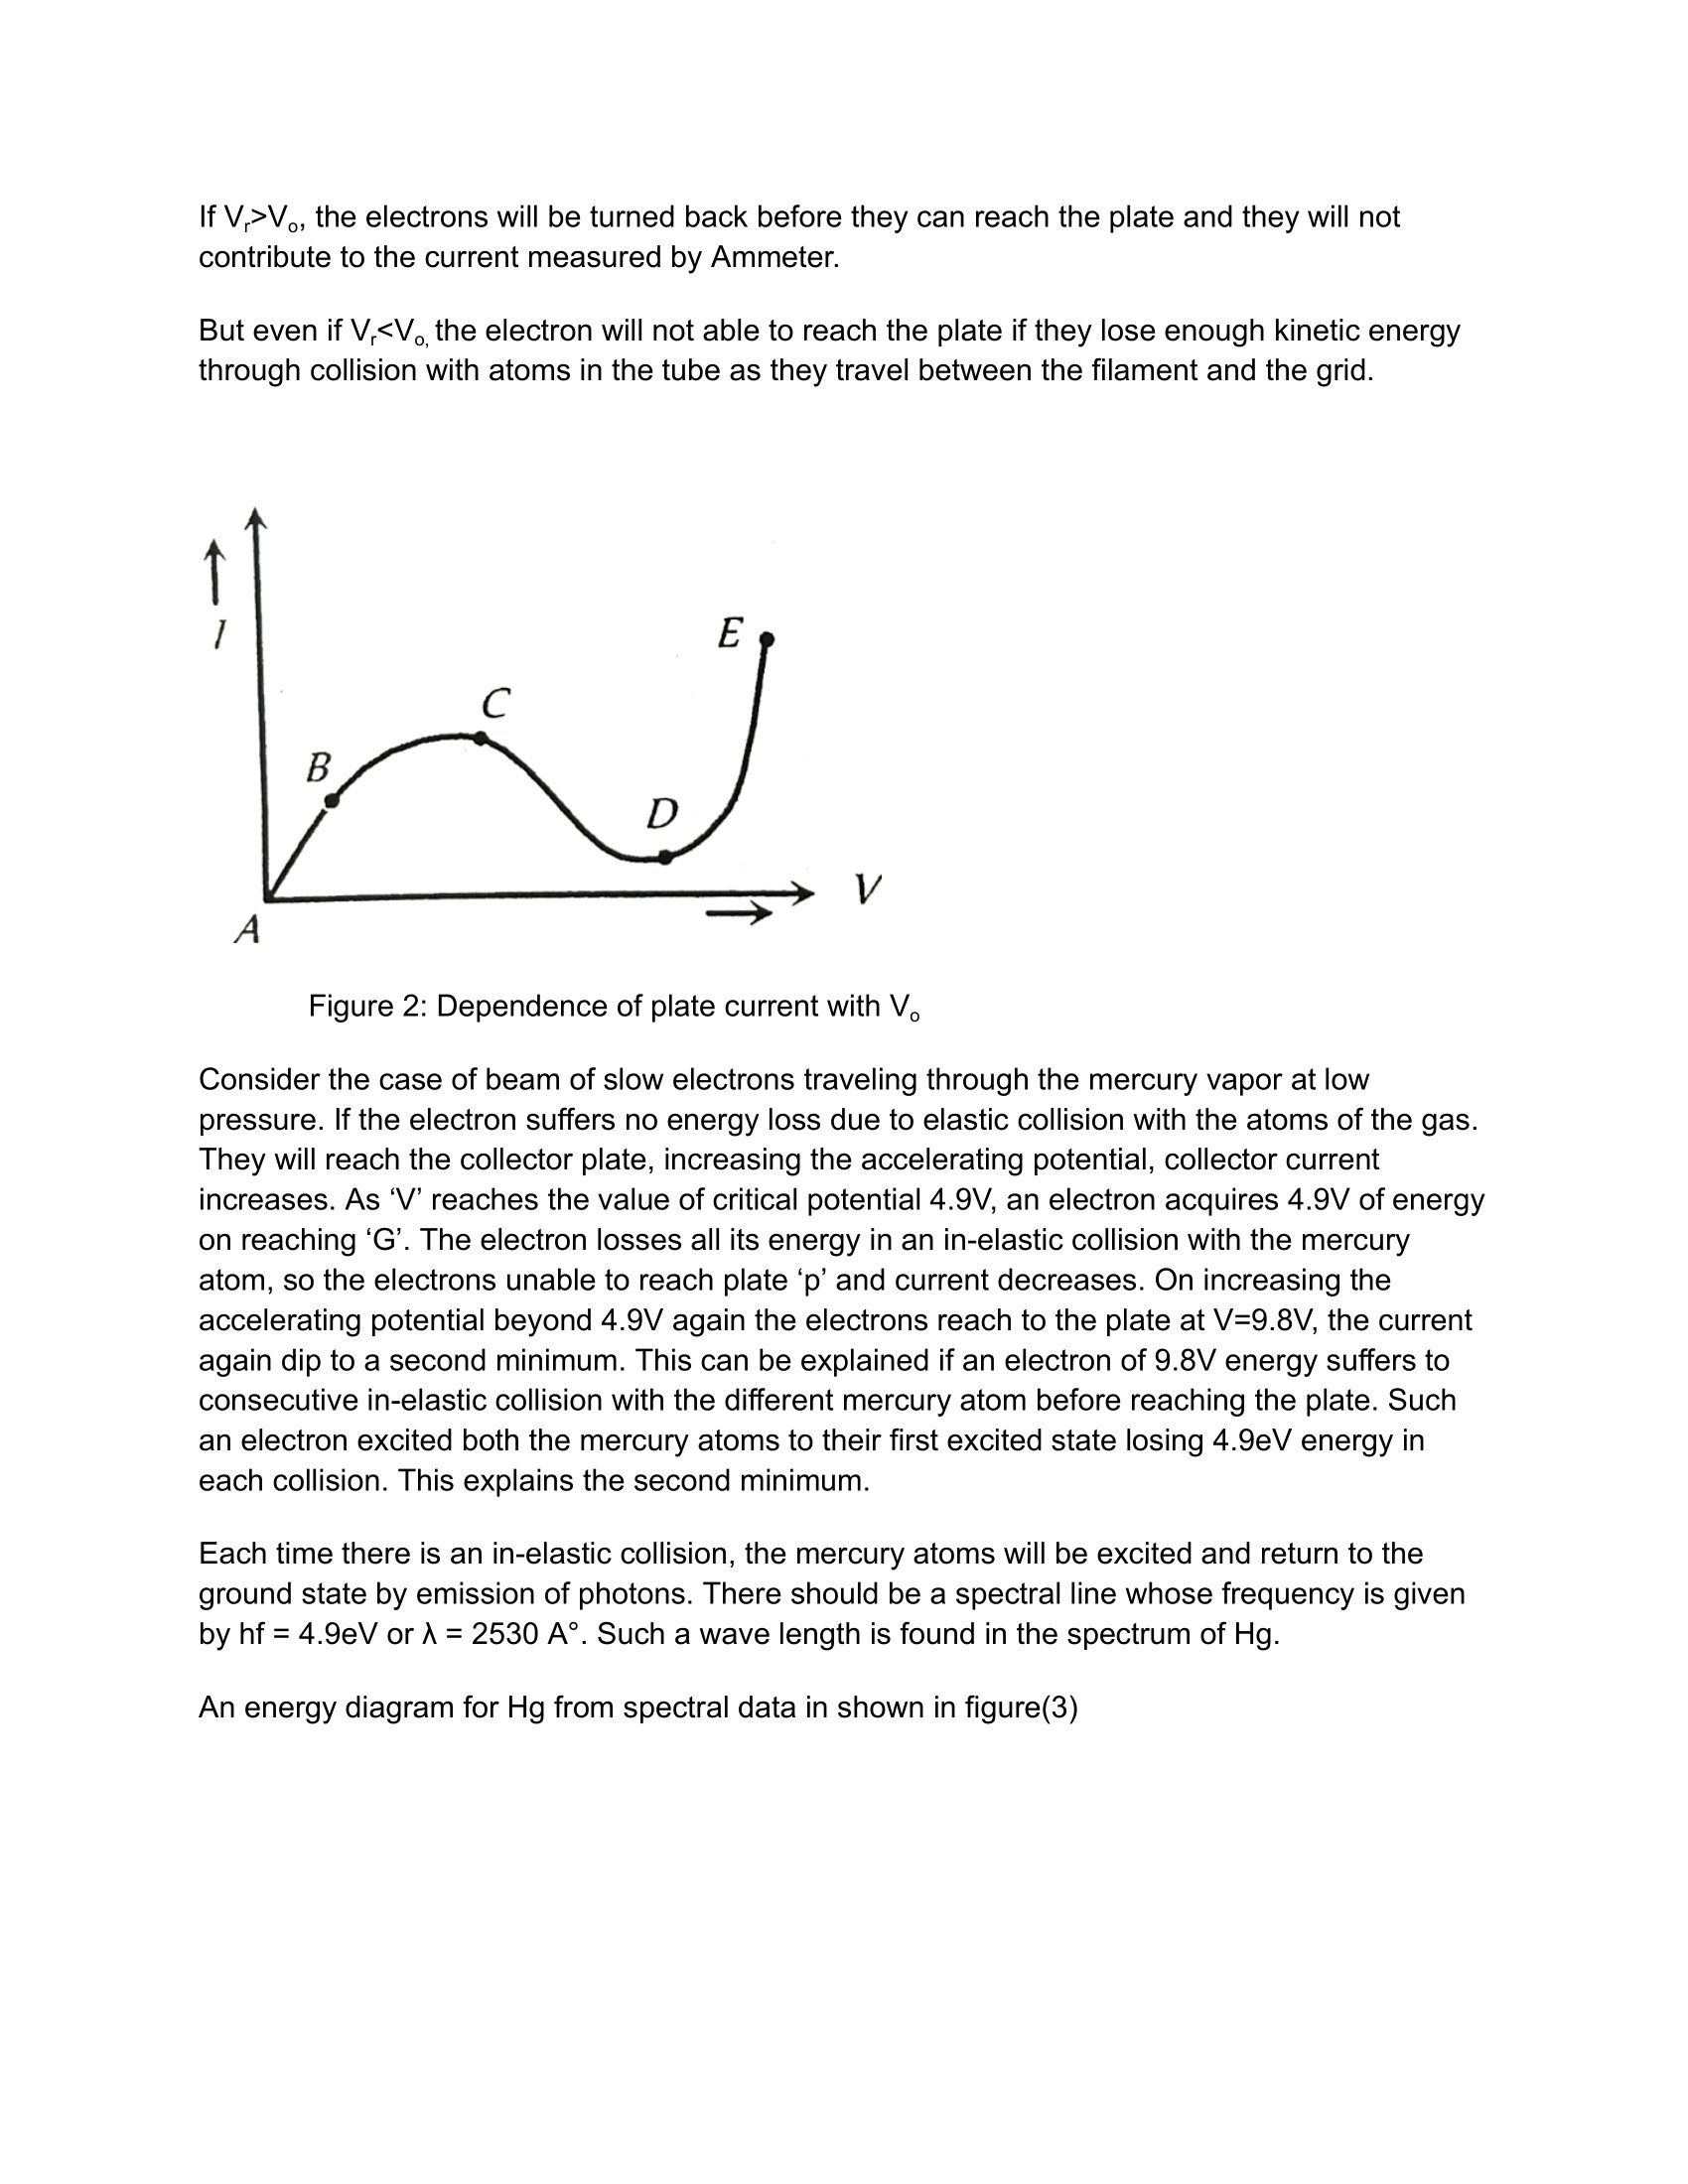 If Vr>Vo, the electrons will be turned back before they can reach the plate and they will not
contribute to the current measured by Ammeter.
But even if Vr<Vo, the electron will not able to reach the plate if they lose enough kinetic energy
through collision with atoms in the tube as they travel between the filament and the grid.
I
E
C
B
D
V
A
Figure 2: Dependence of plate current with Vo
Consider the case of beam of slow electrons traveling through the mercury vapor at low
pressure. If the electron suffers no energy loss due to elastic collision with the atoms of the gas.
They will reach the collector plate, increasing the accelerating potential, collector current
increases. As ‘V’ reaches the value of critical potential 4.9V, an electron acquires 4.9V of energy
on reaching ‘G’. The electron losses all its energy in an in-elastic collision with the mercury
atom, so the electrons unable to reach plate ‘p’ and current decreases. On increasing the
accelerating potential beyond 4.9V again the electrons reach to the plate at V=9.8V, the current
again dip to a second minimum. This can be explained if an electron of 9.8V energy suffers to
consecutive in-elastic collision with the different mercury atom before reaching the plate. Such
an electron excited both the mercury atoms to their first excited state losing 4.9eV energy in
each collision. This explains the second minimum.
Each time there is an in-elastic collision, the mercury atoms will be excited and return to the
ground state by emission of photons. There should be a spectral line whose frequency is given
by hf = 4.9eV or λ = 2530 A°. Such a wave length is found in the spectrum of Hg.
An energy diagram for Hg from spectral data in shown in figure(3)